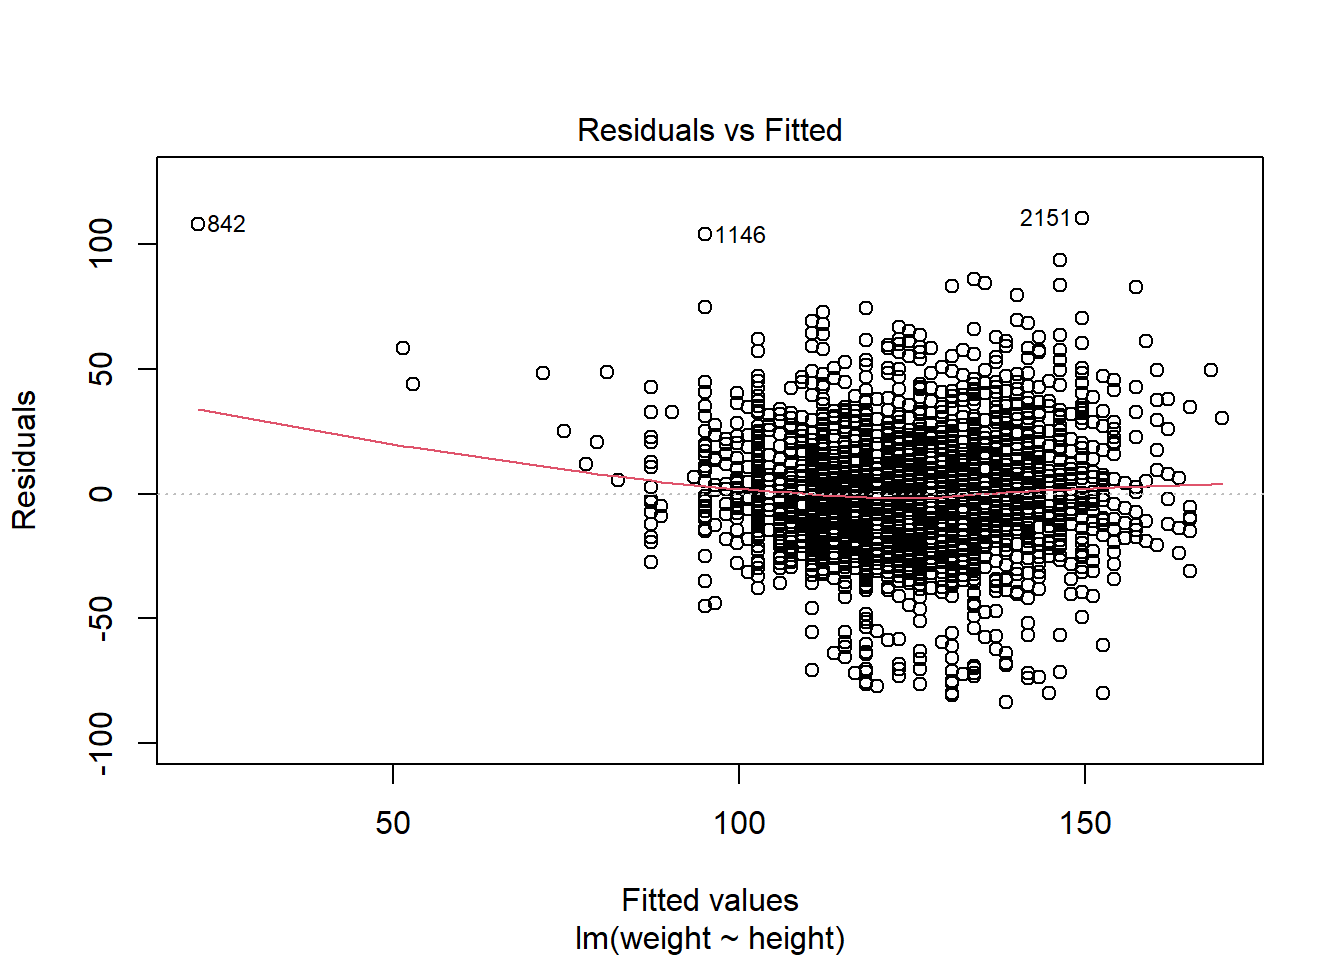 Residuals vs Fitted
842
1146
2151
Residuals
100
50
0
-50
-100
50
100
150
Fitted values
lm(weight ~ height)